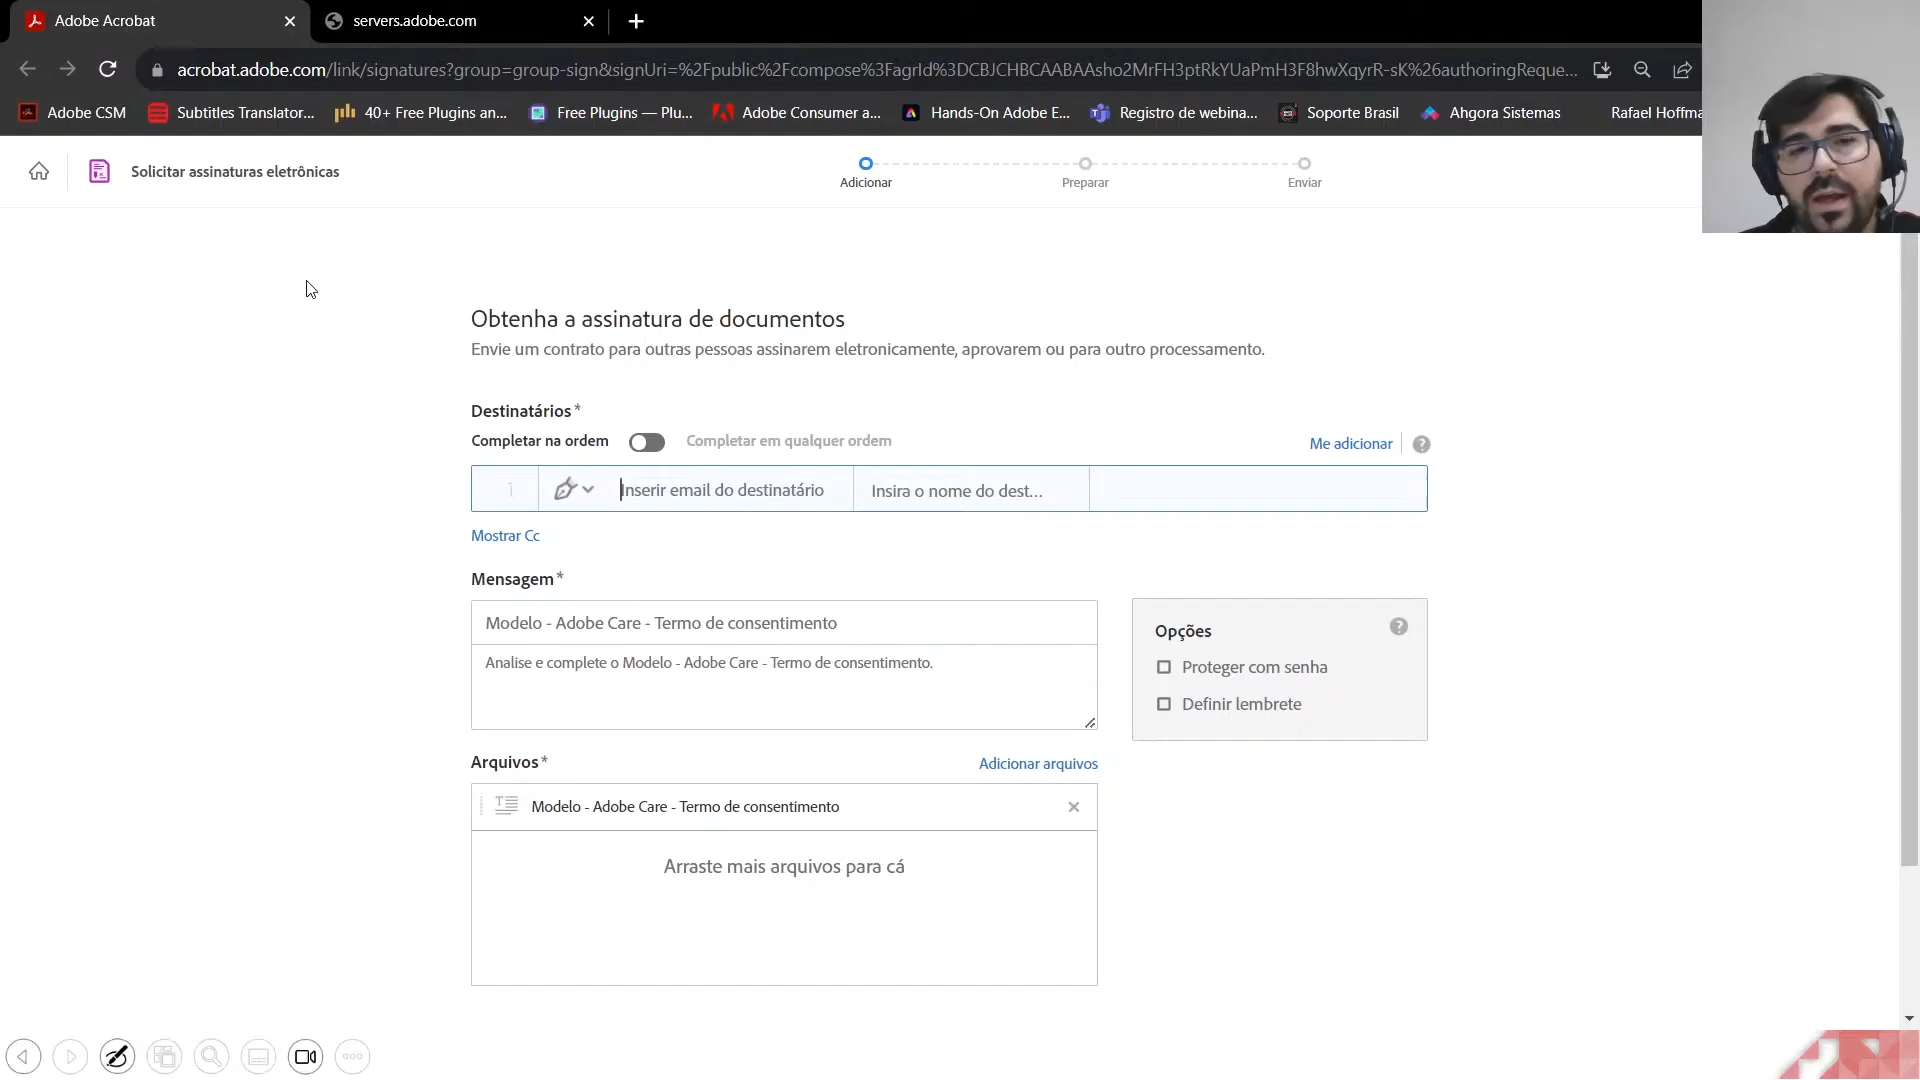 Adobe Acrobat
servers.adobe.com
acrobat.adobe.com/link/signatures?group=group-sign&signUri=%2Fpublic%2Fcompose%3FagrId%3DCBJCHBCAABAAsho2MrFH3ptRkYUaPmH3F8hwXqyrR-sK%26authoringReque...
Adobe CSM
Subtitles Translator...
40+ Free Plugins an...
Free Plugins — Plu...
Adobe Consumer a...
Hands-On Adobe E...
Registro de webina...
Soporte Brasil
Ahgora Sistemas
Rafael Hoffma
Solicitar assinaturas eletrônicas
Adicionar
Preparar
Enviar
Obtenha a assinatura de documentos
Envie um contrato para outras pessoas assinarem eletronicamente, aprovarem ou para outro processamento.
Destinatários*
Completar na ordem
Completar em qualquer ordem
Me adicionar
1
Inserir email do destinatário
Insira o nome do dest...
Mostrar Cc
Mensagem*
Modelo - Adobe Care - Termo de consentimento
Analise e complete o Modelo - Adobe Care - Termo de consentimento.
Opções
Proteger com senha
Definir lembrete
Arquivos*
Adicionar arquivos
Modelo - Adobe Care - Termo de consentimento
Arraste mais arquivos para cá